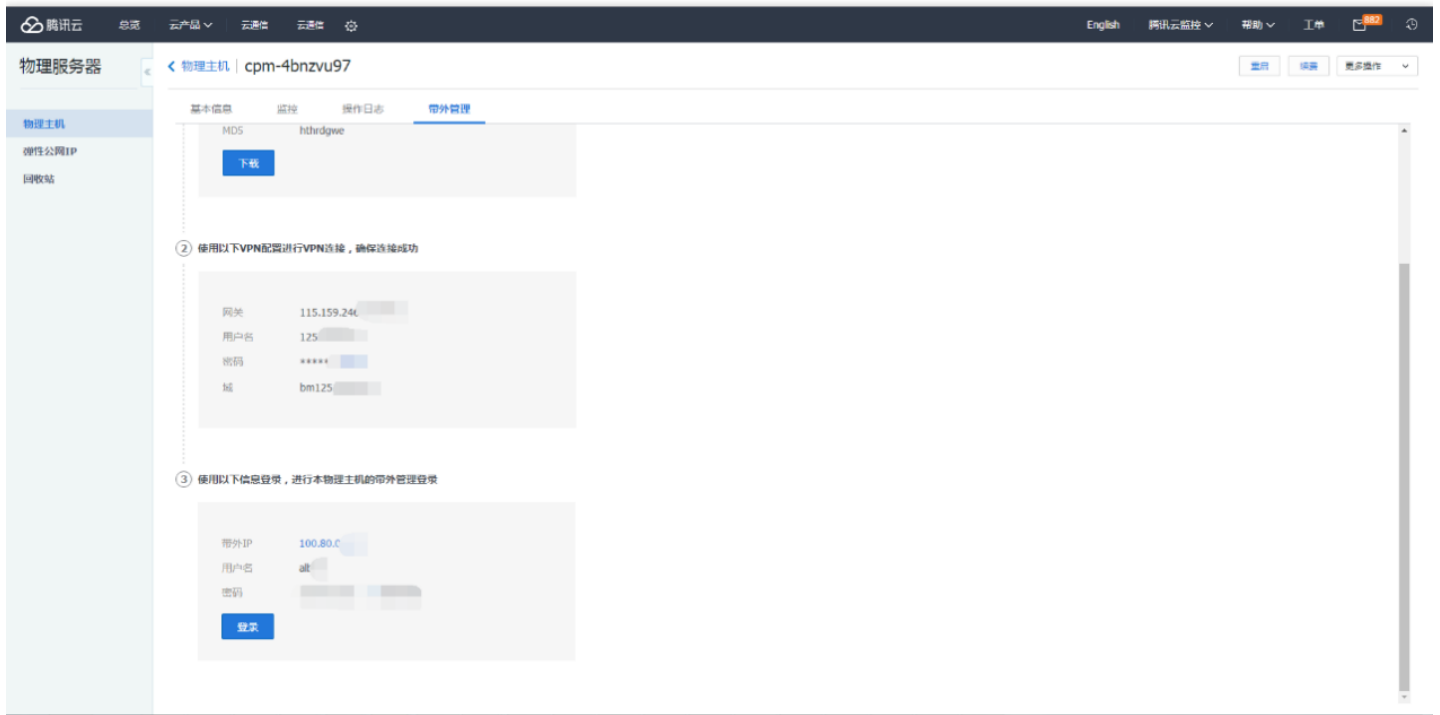 腾讯云 总览 云产品 云通信 云通信 English 腾讯云监控 帮助 工单 882
物理服务器 « 物理主机 | cpm-4bnzvu97 重启 续费 更多操作
基本信息 监控 操作日志 带外管理
物理主机
弹性公网IP
回收站
MD5 hthrdgwe
下载
② 使用以下VPN配置进行VPN连接，确保连接成功
网关 115.159.24
用户名 125
密码 *****
域 bm125
③ 使用以下信息登录，进行本物理主机的带外管理登录
带外IP 100.80.
用户名 alb
密码
登录